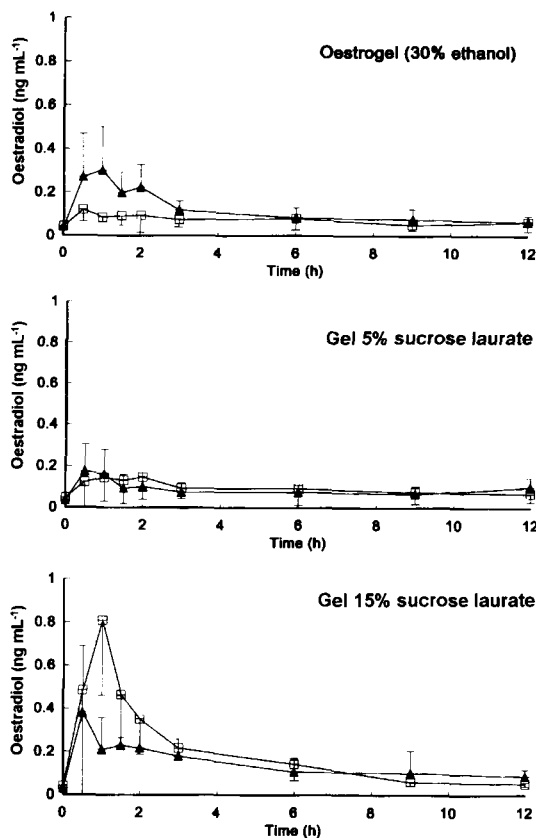 1
Oestrogel (30% ethanol)
0.8
0.6
0.4
0.2
0
Oestradiol (ng mL⁻¹)
0 2 4 6 8 10 12
Time (h)
1
Gel 5% sucrose laurate
0.8
0.6
0.4
0.2
0
Oestradiol (ng mL⁻¹)
0 2 4 6 8 10 12
Time (h)
1
Gel 15% sucrose laurate
0.8
0.6
0.4
0.2
0
Oestradiol (ng mL⁻¹)
0 2 4 6 8 10 12
Time (h)